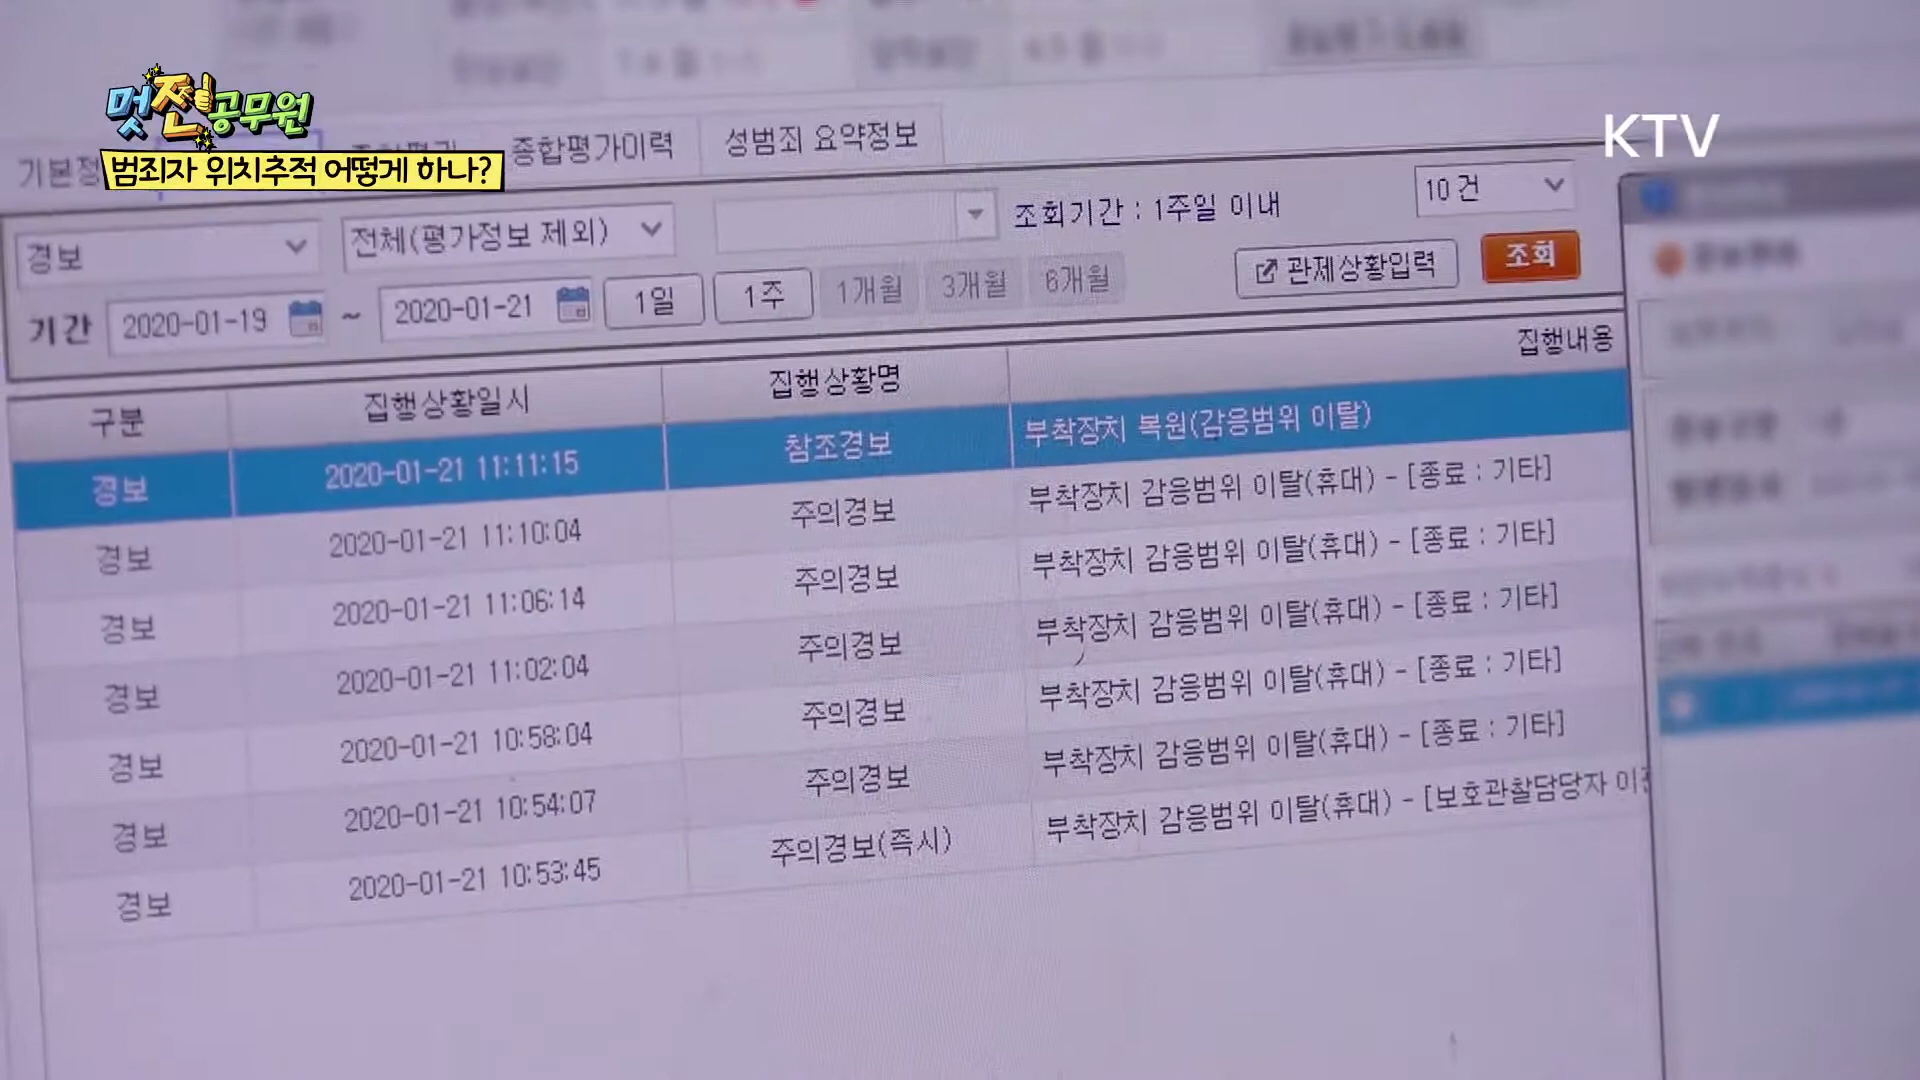 멋쩐공무원
범죄자 위치추적 어떻게 하나?
KTV
기본정
종합평가이력
성범죄 요약정보
경보
전체(평가정보 제외)
조회기간 : 1주일 이내
10 건
기간
2020-01-19
~
2020-01-21
1일
1주
1개월
3개월
6개월
관제상황입력
조회
구분 집행상황일시 집행상황명 집행내용
경보 2020-01-21 11:11:15 참조경보 부착장치 복원(감응범위 이탈)
경보 2020-01-21 11:10:04 주의경보 부착장치 감응범위 이탈(휴대) - [종료 : 기타]
경보 2020-01-21 11:06:14 주의경보 부착장치 감응범위 이탈(휴대) - [종료 : 기타]
경보 2020-01-21 11:02:04 주의경보 부착장치 감응범위 이탈(휴대) - [종료 : 기타]
경보 2020-01-21 10:58:04 주의경보 부착장치 감응범위 이탈(휴대) - [종료 : 기타]
경보 2020-01-21 10:54:07 주의경보 부착장치 감응범위 이탈(휴대) - [종료 : 기타]
경보 2020-01-21 10:53:45 주의경보(즉시) 부착장치 감응범위 이탈(휴대) - [보호관찰담당자